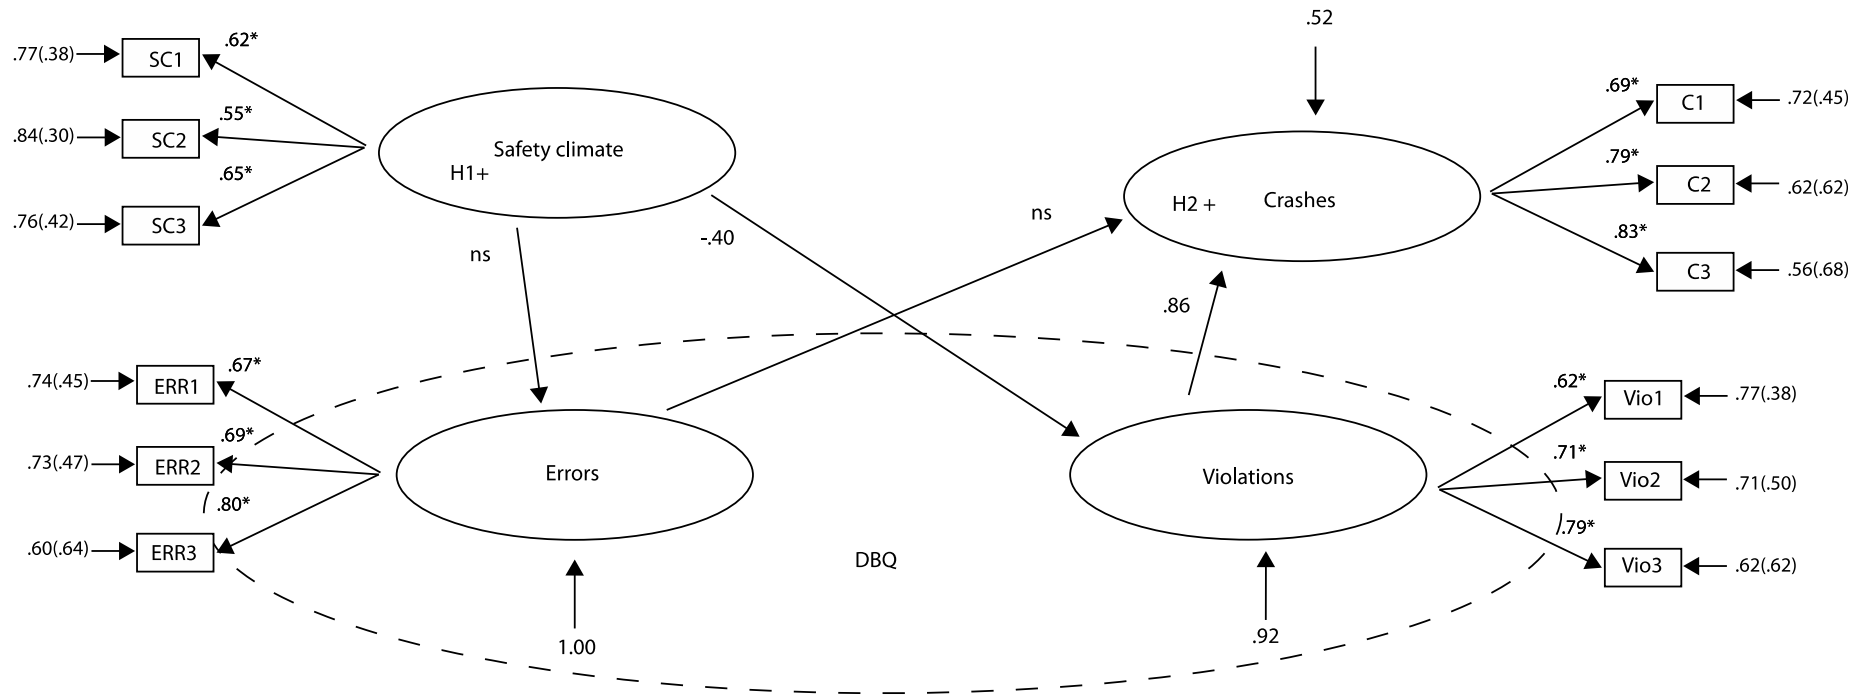 .52
.77(.38)
SC1
.62*
.84(.30)
SC2
.55*
.76(.42)
SC3
.65*
Safety climate
H1+
H2 +
Crashes
.69*
C1
.72(.45)
.79*
C2
.62(.62)
.83*
C3
.56(.68)
ns
-.40
ns
.86
.74(.45)
ERR1
.67*
.73(.47)
ERR2
.69*
.60(.64)
ERR3
.80*
Errors
Violations
.62*
Vio1
.77(.38)
.71*
Vio2
.71(.50)
.79*
Vio3
.62(.62)
DBQ
1.00
.92